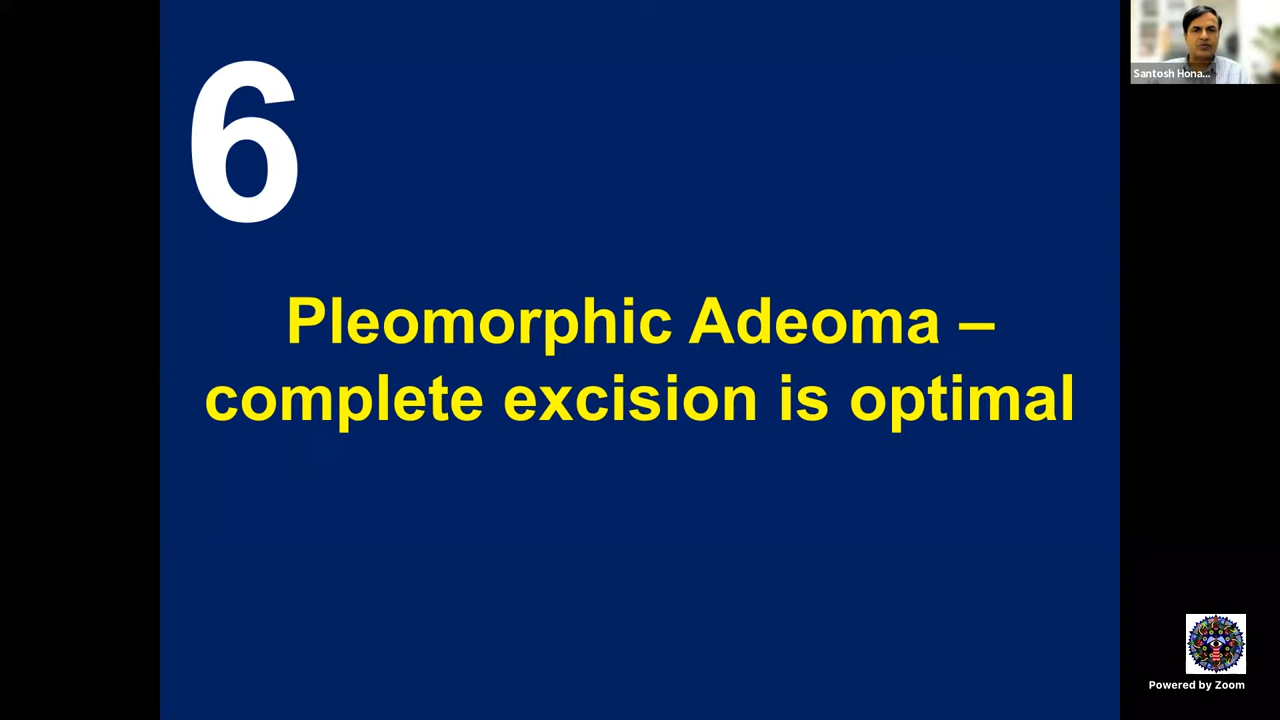 6
Pleomorphic Adeoma –
complete excision is optimal
Santosh Hona...
Powered by Zoom